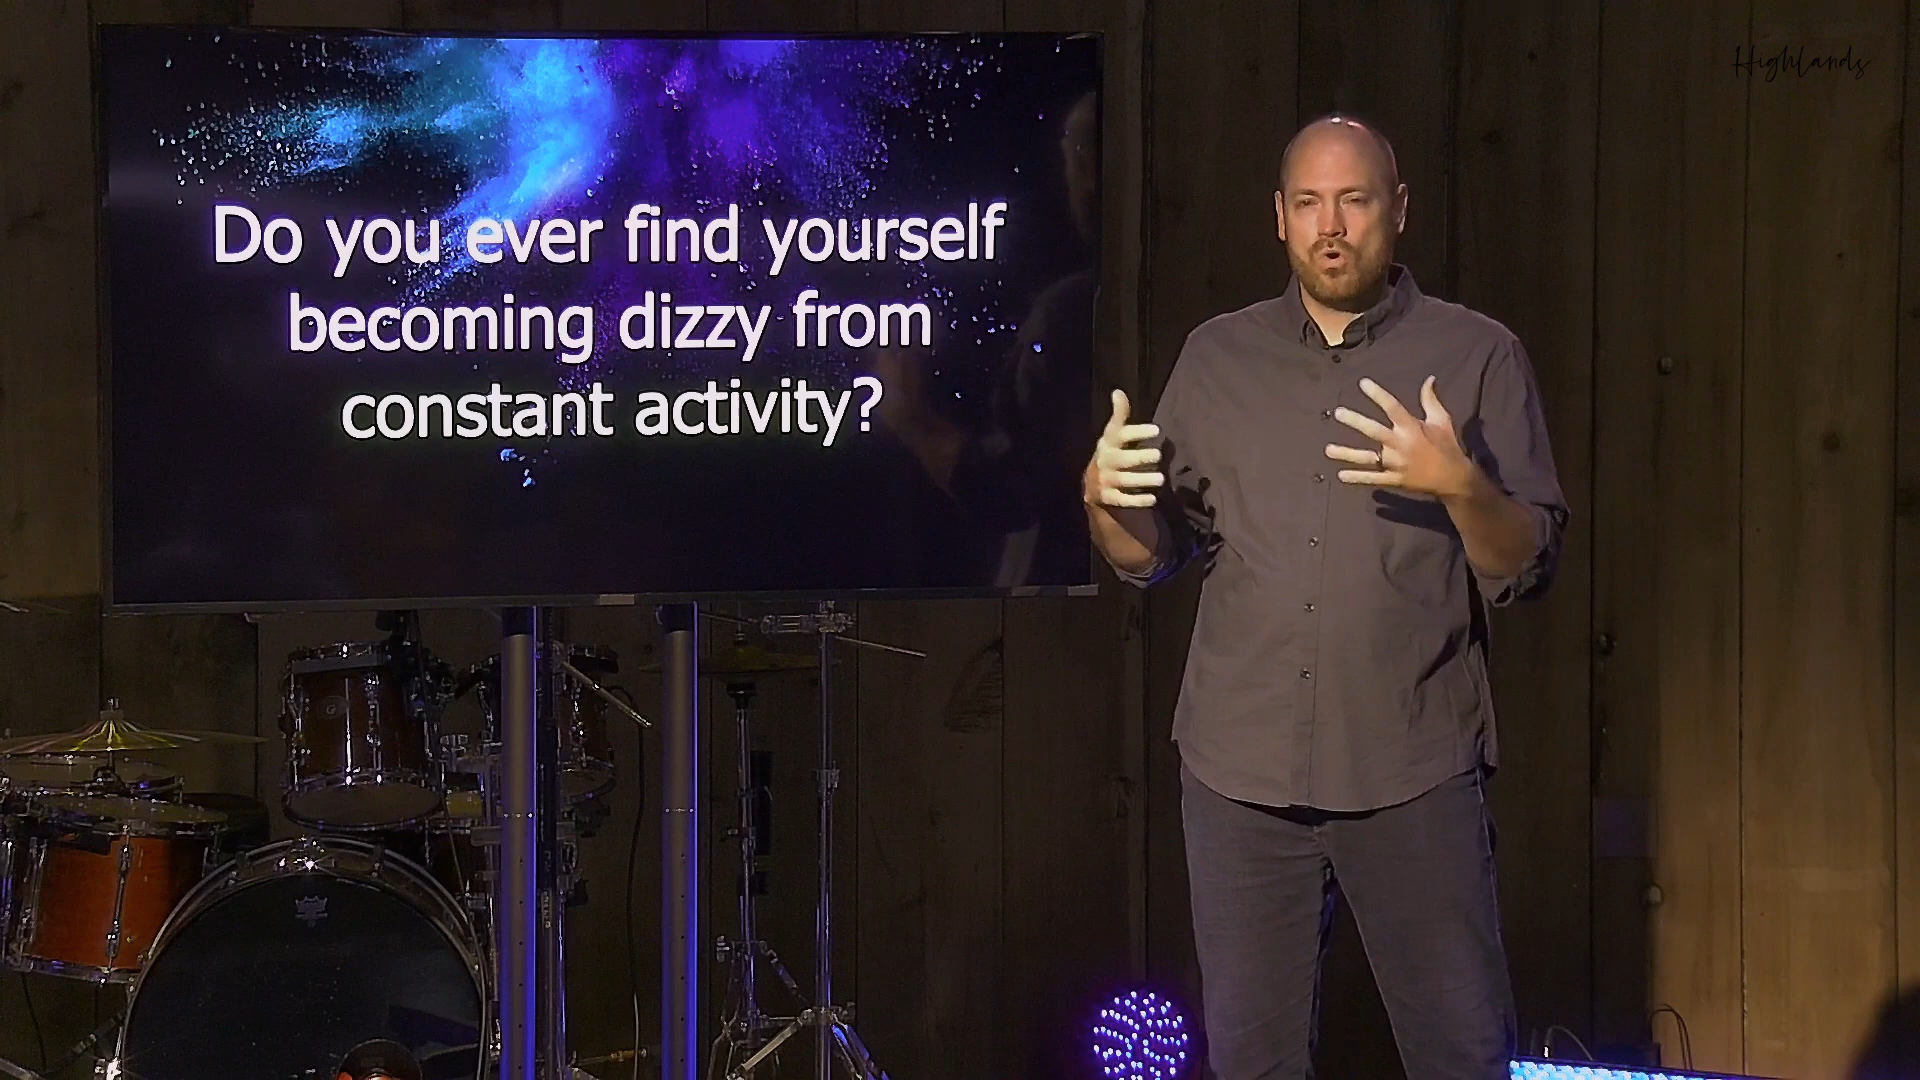 Highlands
Do you ever find yourself
becoming dizzy from
constant activity?